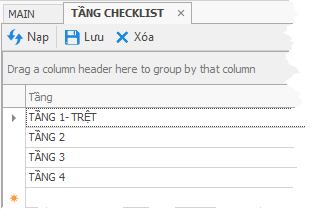 MAIN TẦNG CHECKLIST ×
Nạp Lưu Xóa
Drag a column header here to group by that column
Tầng
TẦNG 1- TRỆT
TẦNG 2
TẦNG 3
TẦNG 4